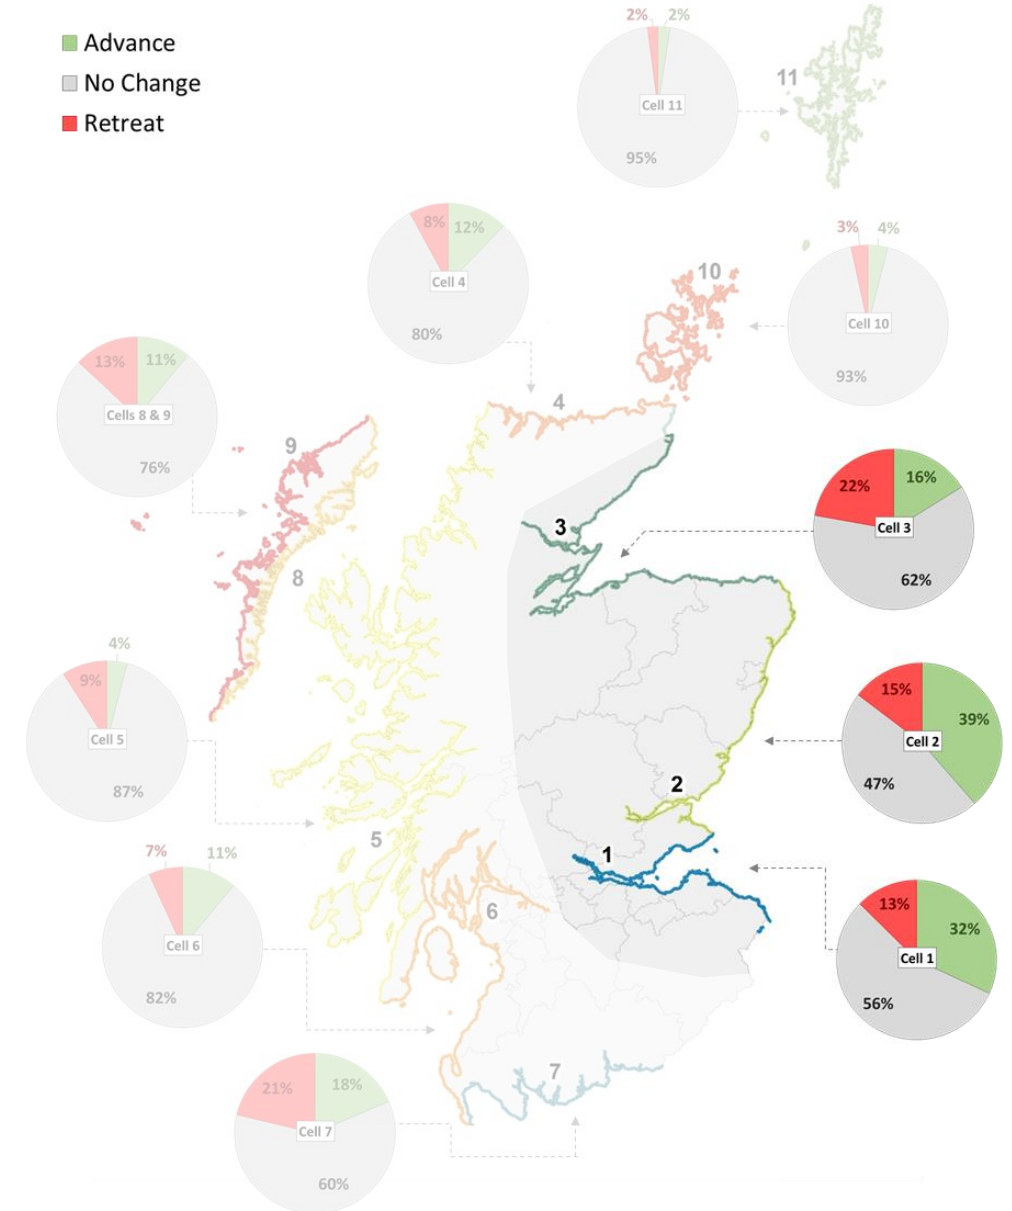 Advance
No Change
Retreat
2% 2%
Cell 11
95%
11
8% 12%
Cell 4
80%
10
3% 4%
Cell 10
93%
13% 11%
Cells 8 & 9
76%
9
4
3
22% 16%
Cell 3
62%
8
4%
9%
Cell 5
87%
15% 39%
Cell 2
47%
2
5
1
7% 11%
Cell 6
82%
6
13% 32%
Cell 1
56%
7
21% 18%
Cell 7
60%